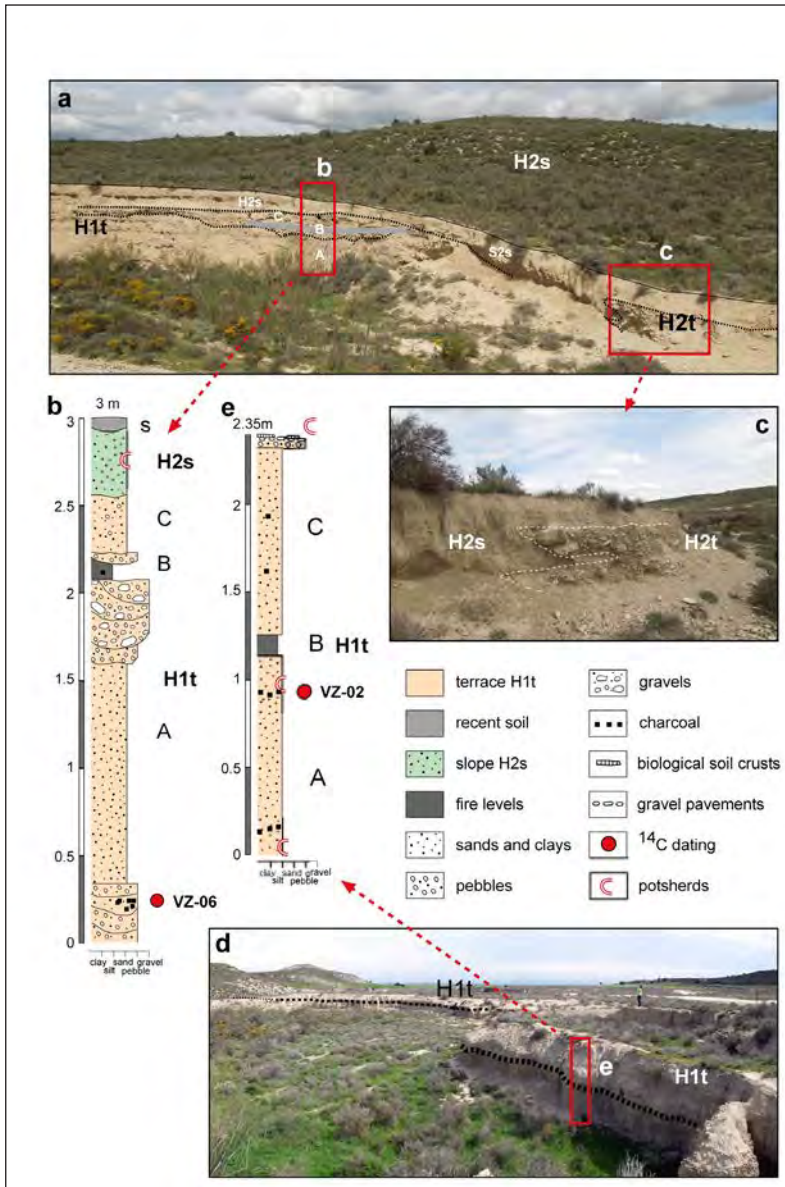 a
H2s
b
H2s
C
H1t
B
A
S2s
c
H2t
b
3 m
e
2.35m
c
3
s
H2s
2.5
C
B
2
H1t
1.5
A
1
0.5
VZ-06
0
clay
silt
sand
pebble
gravel
2
C
1.5
B
H1t
1
VZ-02
0.5
A
0
clay
silt
sand
pebble
gravel
H2s
H2t
terrace H1t
gravels
recent soil
charcoal
slope H2s
biological soil crusts
fire levels
gravel pavements
sands and clays
14C dating
pebbles
potsherds
d
H1t
e
H1t